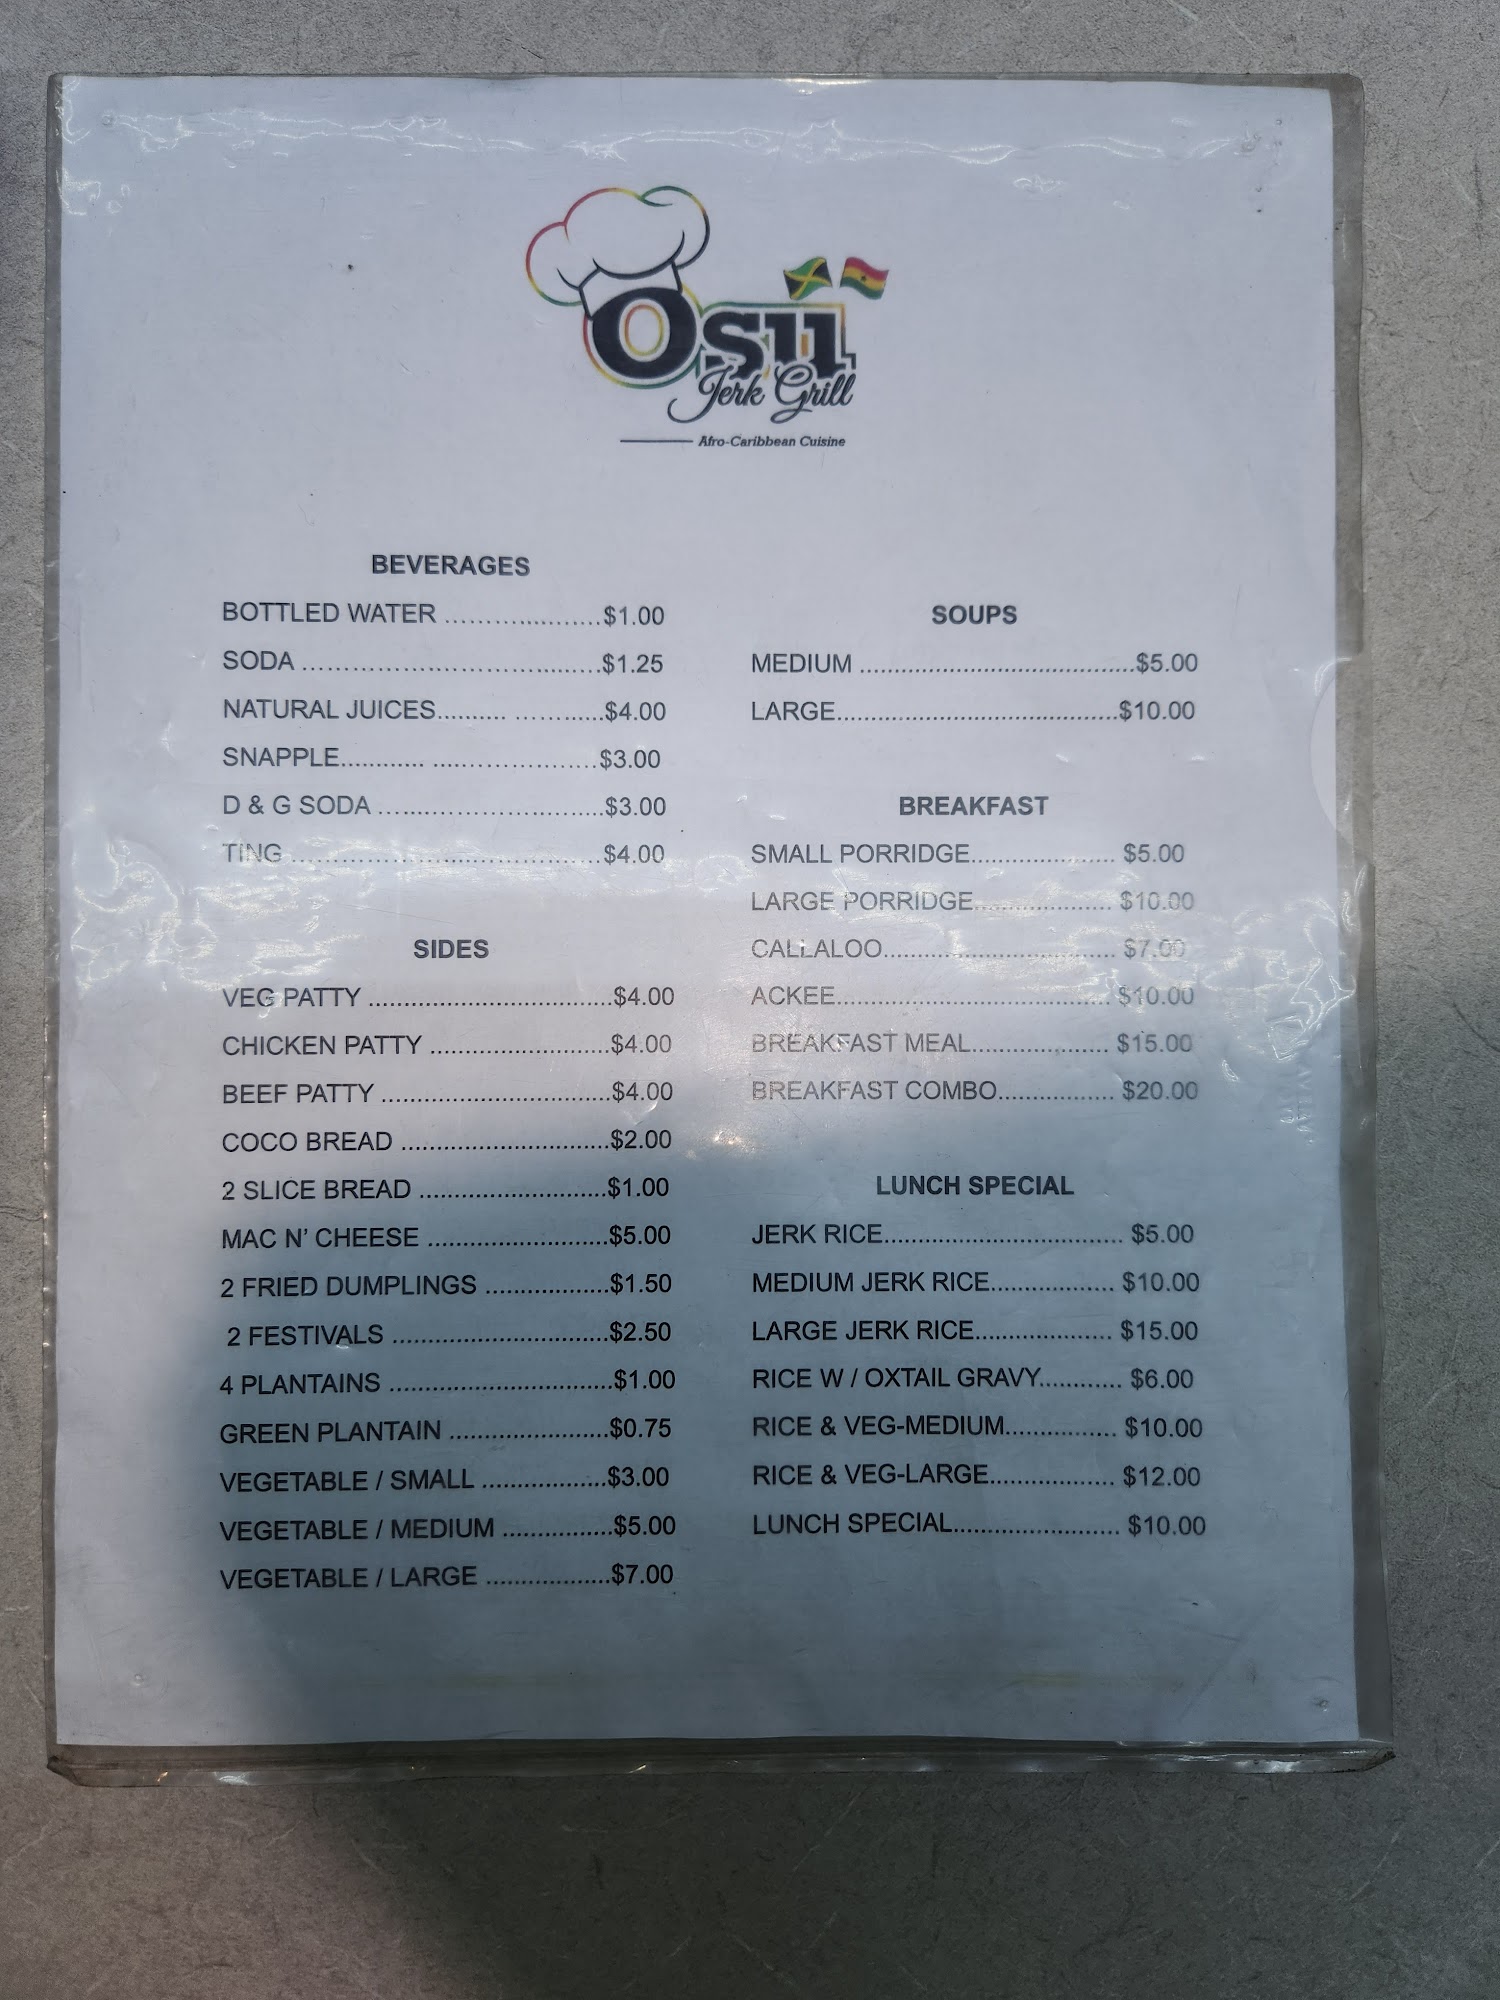 Osu
Jerk Grill
Afro-Caribbean Cuisine
BEVERAGES
BOTTLED WATER ......................$1.00
SODA .......................................$1.25
NATURAL JUICES.......... ............$4.00
SNAPPLE............ .......................$3.00
D & G SODA ..............................$3.00
TING ..........................................$4.00
SIDES
VEG PATTY ...................................$4.00
CHICKEN PATTY ..........................$4.00
BEEF PATTY .................................$4.00
COCO BREAD ..............................$2.00
2 SLICE BREAD ...........................$1.00
MAC N' CHEESE ..........................$5.00
2 FRIED DUMPLINGS ..................$1.50
2 FESTIVALS ...............................$2.50
4 PLANTAINS ................................$1.00
GREEN PLANTAIN .......................$0.75
VEGETABLE / SMALL ..................$3.00
VEGETABLE / MEDIUM ................$5.00
VEGETABLE / LARGE ..................$7.00
SOUPS
MEDIUM .......................................$5.00
LARGE........................................$10.00
BREAKFAST
SMALL PORRIDGE..................... $5.00
LARGE PORRIDGE.................... $10.00
CALLALOO................................. $7.00
ACKEE....................................... $10.00
BREAKFAST MEAL.................... $15.00
BREAKFAST COMBO................. $20.00
LUNCH SPECIAL
JERK RICE.................................. $5.00
MEDIUM JERK RICE.................. $10.00
LARGE JERK RICE.................... $15.00
RICE W / OXTAIL GRAVY............ $6.00
RICE & VEG-MEDIUM................ $10.00
RICE & VEG-LARGE.................. $12.00
LUNCH SPECIAL........................ $10.00